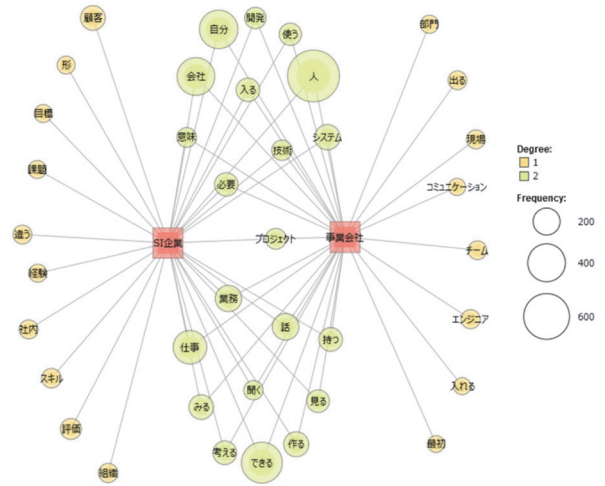 顧客
形
目標
課題
違う
経験
社内
スキル
評価
組織
SI企業
自分
開発
使う
会社
入る
人
意味
技術
システム
必要
プロジェクト
業務
話
仕事
持つ
聞く
みる
見る
考える
できる
作る
事業会社
部門
出る
現場
コミュニケーション
チーム
エンジニア
入れる
最初
Degree:
1
2
Frequency:
200
400
600